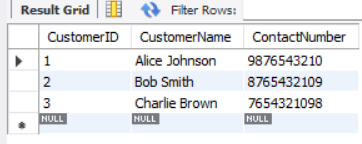 Result Grid Filter Rows:
CustomerID CustomerName ContactNumber
1 Alice Johnson 9876543210
2 Bob Smith 8765432109
3 Charlie Brown 7654321098
NULL NULL NULL